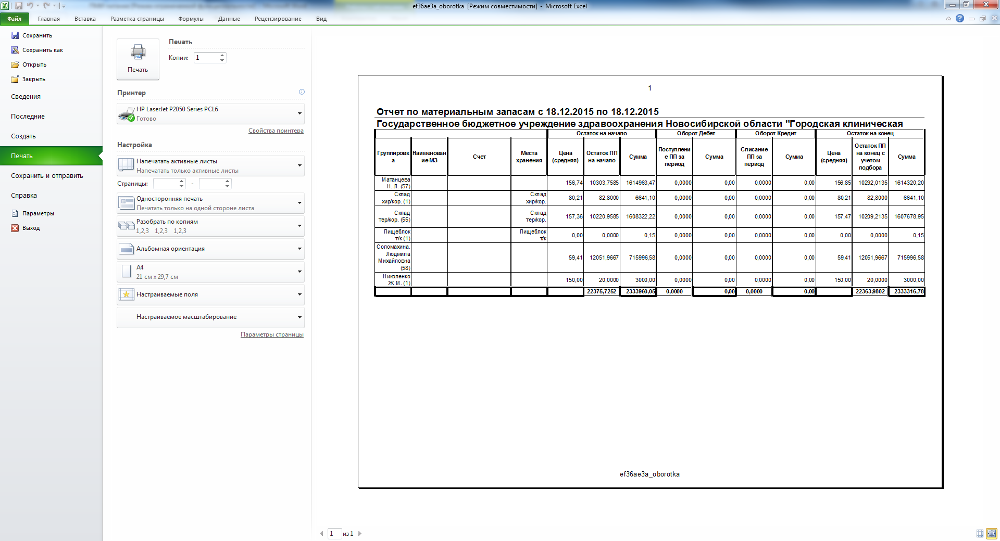 ef36ae3a_oborotka [Режим совместимости] - Microsoft Excel
Файл Главная Вставка Разметка страницы Формулы Данные Рецензирование Вид
Сохранить
Сохранить как
Открыть
Закрыть
Сведения
Последние
Создать
Печать
Сохранить и отправить
Справка
Параметры
Выход
Печать
Печать
Копии: 1
Принтер
HP LaserJet P2050 Series PCL6
Готово
Свойства принтера
Настройка
Напечатать активные листы
Напечатать только активные листы
Страницы: -
Односторонняя печать
Печатать только на одной стороне листа
Разобрать по копиям
1,2,3 1,2,3 1,2,3
Альбомная ориентация
A4
21 см x 29,7 см
Настраиваемые поля
Настраиваемое масштабирование
Параметры страницы
1
Отчет по материальным запасам с 18.12.2015 по 18.12.2015
Государственное бюджетное учреждение здравоохранения Новосибирской области "Городская клиническая
Остаток на начало Оборот Дебет Оборот Кредит Остаток на конец
Группировк
а
Наименован
ие МЗ
Счет
Места
хранения
Цена
(средняя)
Остаток ПП
на начало
Сумма
Поступлени
е ПП за
период
Сумма
Списание
ПП за
период
Сумма
Цена
(средняя)
Остаток ПП
на конец с
учетом
подбора
Сумма
Матанцева
Н. Л. (57)
156,74 10303,7585 1614963,47 0,0000 0,00 0,0000 0,00 156,85 10292,0135 1614320,20
Склад
хир/кор. (1)
Склад
хир/кор.
80,21 82,8000 6641,10 0,0000 0,00 0,0000 0,00 80,21 82,8000 6641,10
Склад
тер/кор. (55)
Склад
тер/кор.
157,36 10220,9585 1608322,22 0,0000 0,00 0,0000 0,00 157,47 10209,2135 1607678,95
Пищеблок
т/к (1)
Пищеблок
т/к
0,00 0,0000 0,15 0,0000 0,00 0,0000 0,00 0,00 0,0000 0,15
Соломахина.
Людмила
Михайловна
(58)
59,41 12051,9667 715996,58 0,0000 0,00 0,0000 0,00 59,41 12051,9667 715996,58
Николенко
Ж М. (1)
150,00 20,0000 3000,00 0,0000 0,00 0,0000 0,00 150,00 20,0000 3000,00
22375,7252 2333960,05 0,0000 0,00 0,0000 0,00 22363,9802 2333316,78
ef36ae3a_oborotka
1 из 1